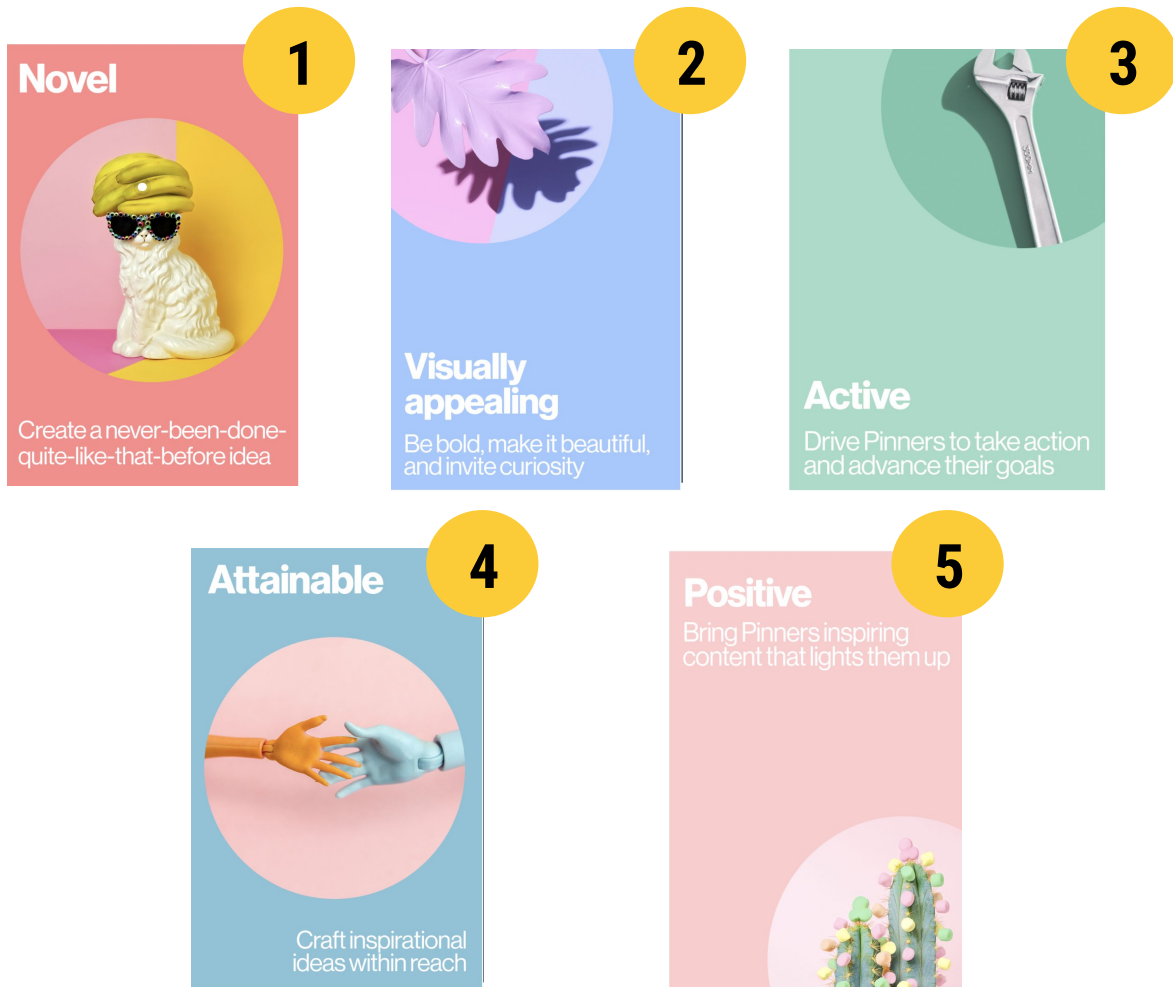 1
Novel
Create a never-been-done-
quite-like-that-before idea
2
Visually
appealing
Be bold, make it beautiful,
and invite curiosity
3
Active
Drive Pinners to take action
and advance their goals
4
Attainable
Craft inspirational
ideas within reach
5
Positive
Bring Pinners inspiring
content that lights them up